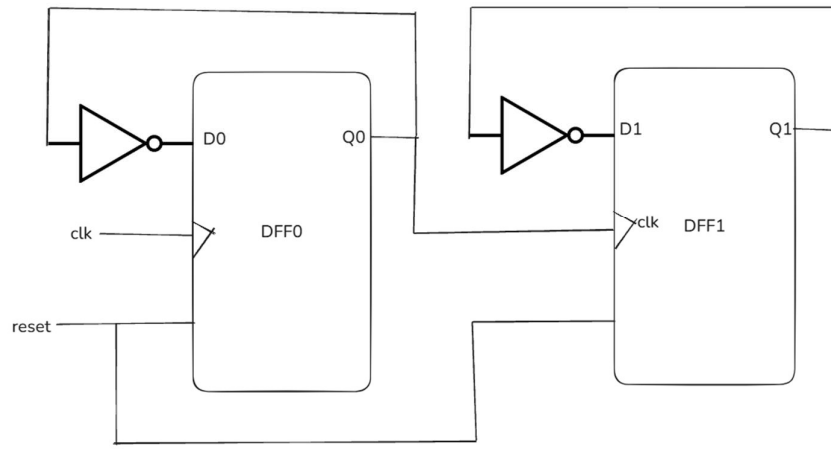 D0
Q0
clk
DFF0
reset
D1
Q1
clk
DFF1